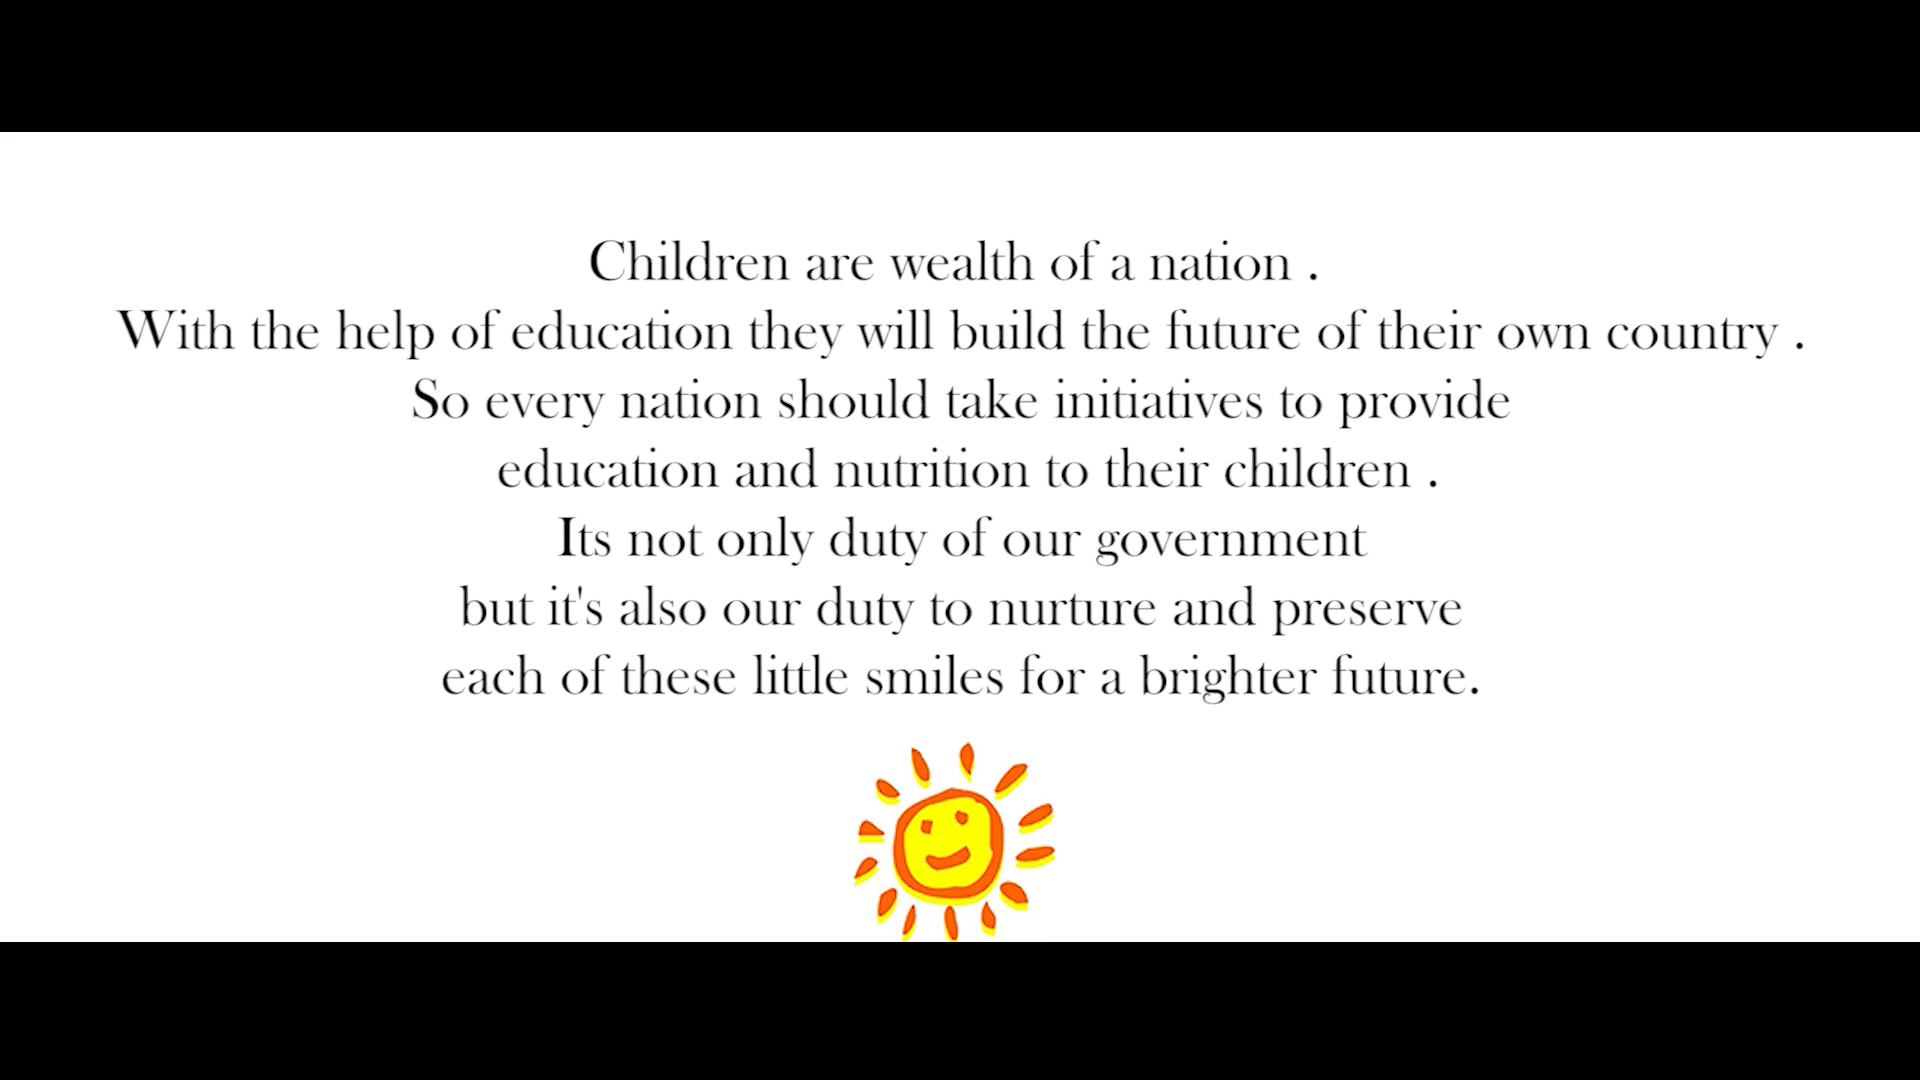 Children are wealth of a nation .
With the help of education they will build the future of their own country .
So every nation should take initiatives to provide
education and nutrition to their children .
Its not only duty of our government
but it's also our duty to nurture and preserve
each of these little smiles for a brighter future.